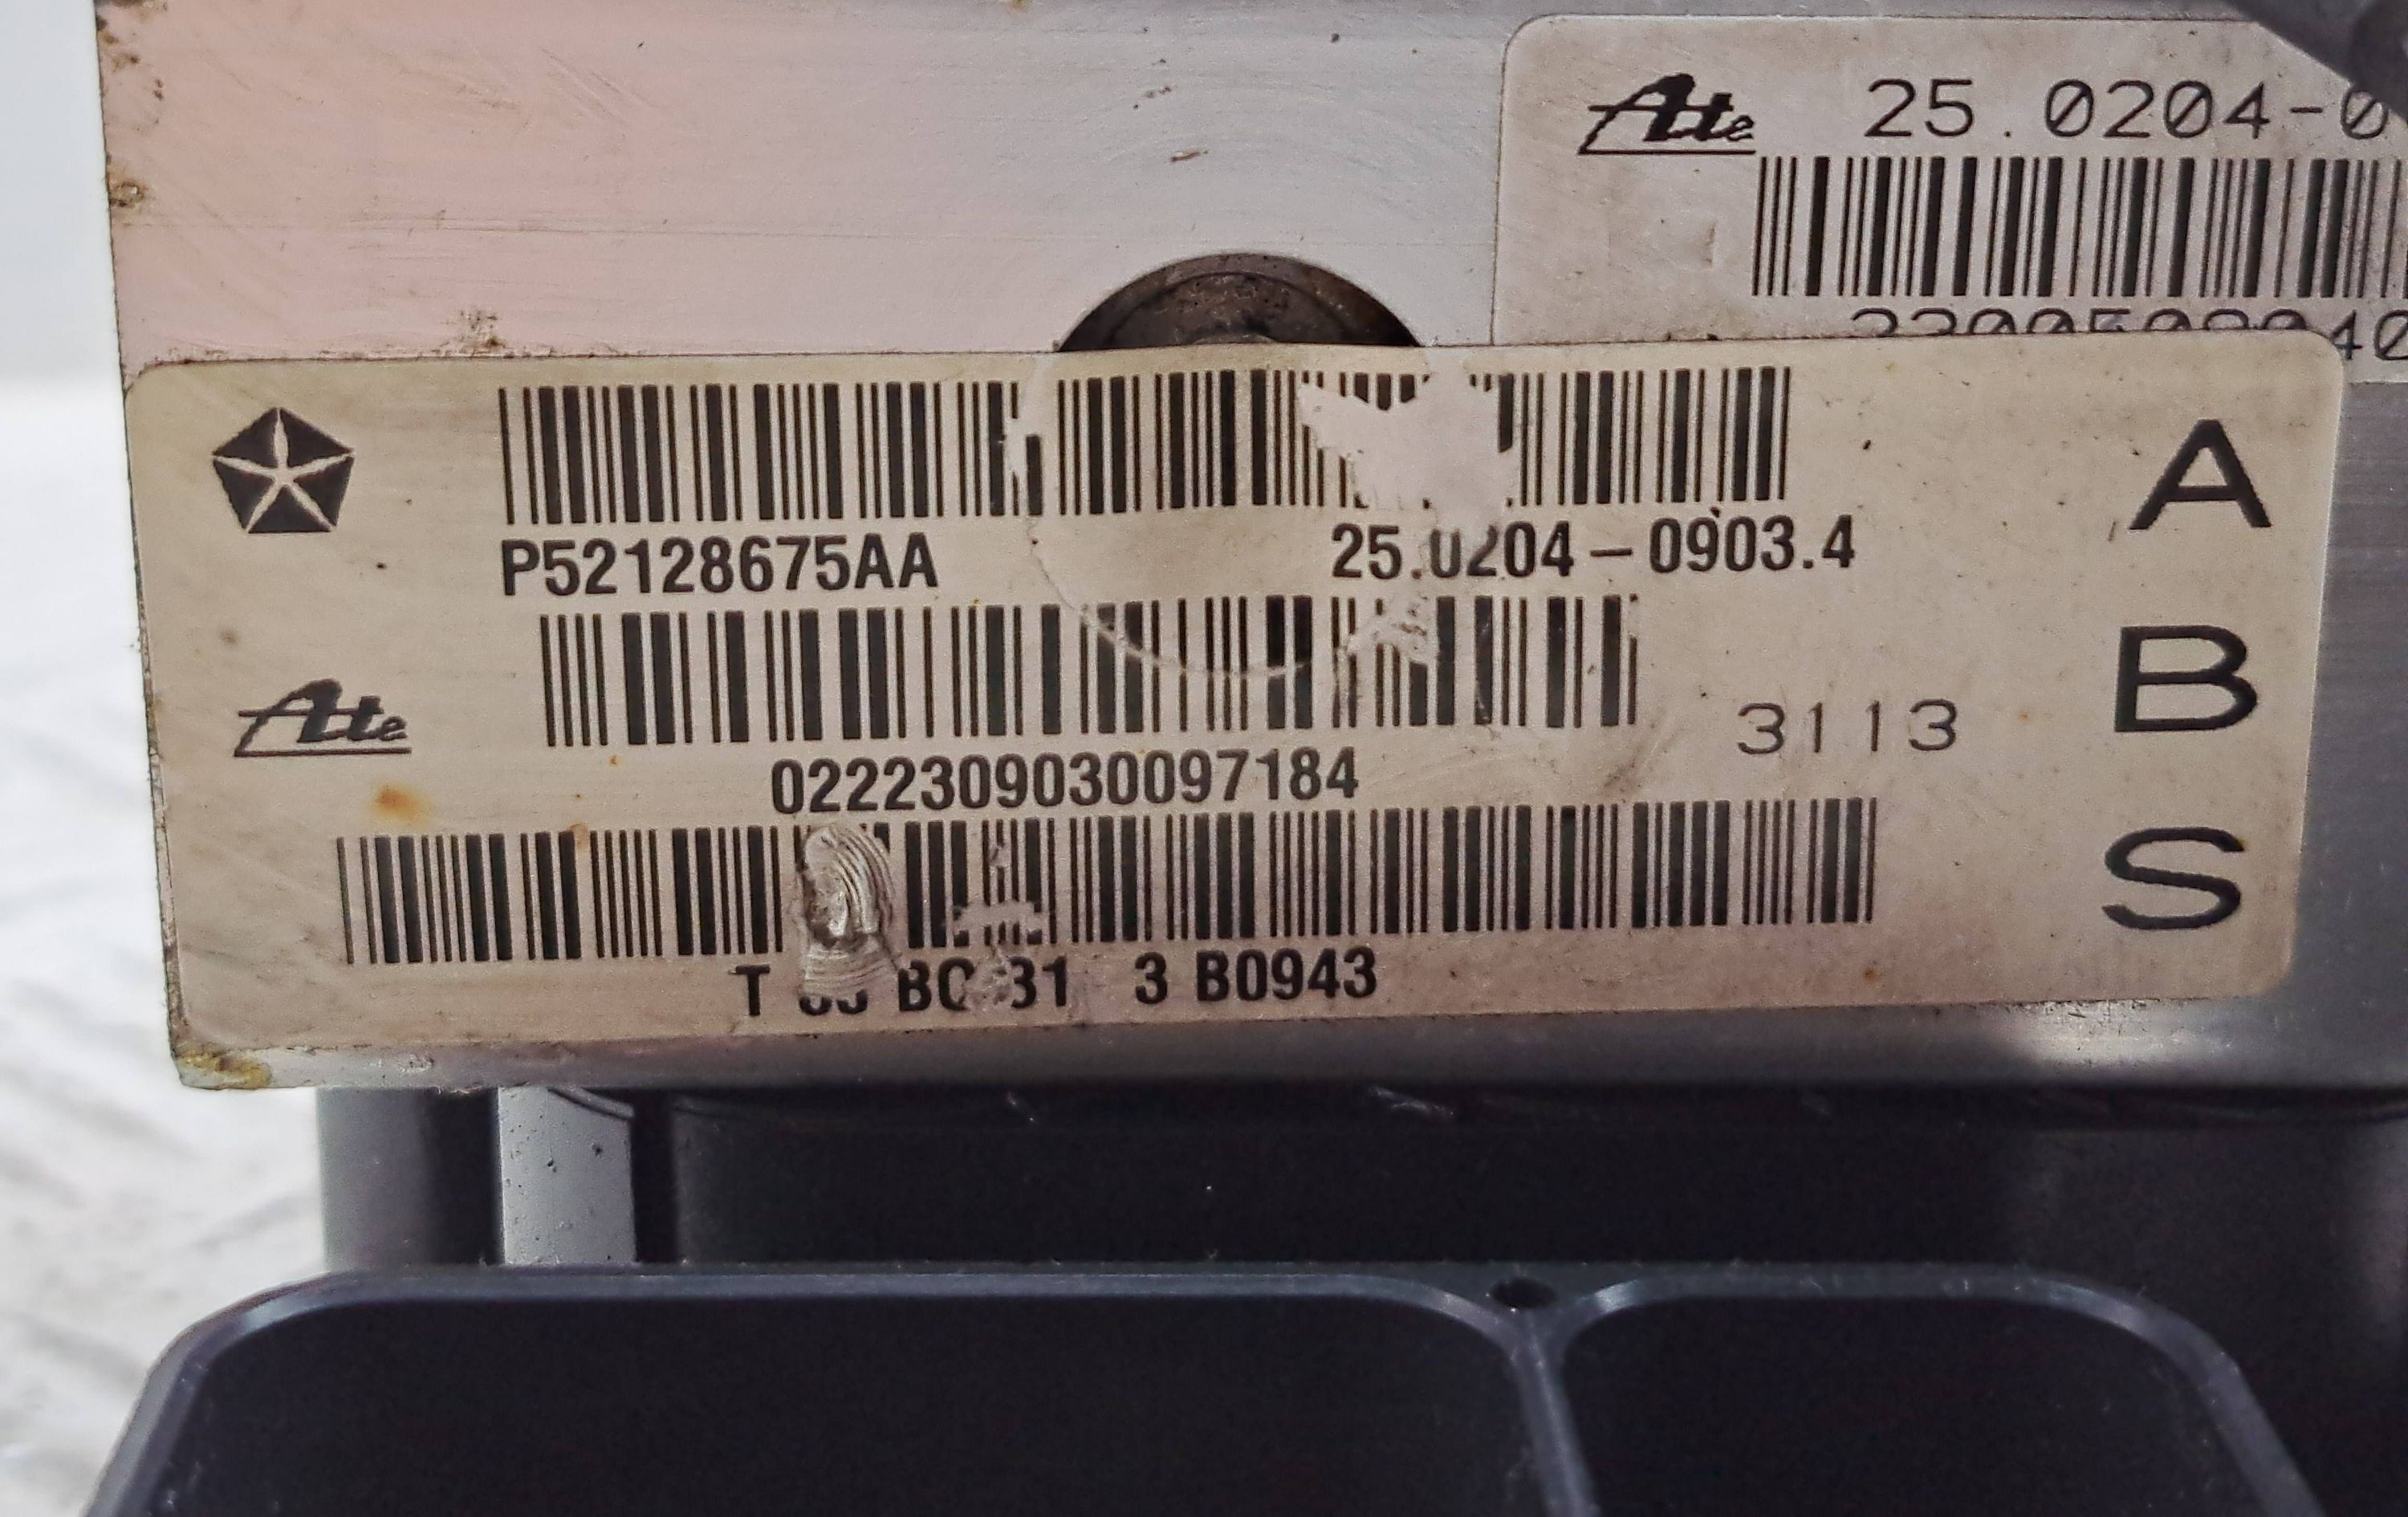 Ate 25.0204-0
P52128675AA 25.0204-0903.4
A
Ate
B
3113
0222309030097184
S
T 3 B0943